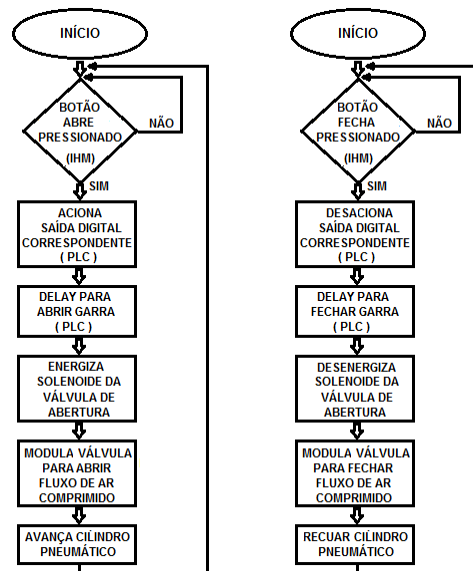 INÍCIO
BOTÃO
ABRE
PRESSIONADO
(IHM)
NÃO
SIM
ACIONA
SAÍDA DIGITAL
CORRESPONDENTE
( PLC )
DELAY PARA
ABRIR GARRA
( PLC )
ENERGIZA
SOLENOIDE DA
VÁLVULA DE
ABERTURA
MODULA VÁLVULA
PARA ABRIR
FLUXO DE AR
COMPRIMIDO
AVANÇA CILÍNDRO
PNEUMÁTICO
INÍCIO
BOTÃO
FECHA
PRESSIONADO
(IHM)
NÃO
SIM
DESACIONA
SAÍDA DIGITAL
CORRESPONDENTE
( PLC )
DELAY PARA
FECHAR GARRA
( PLC )
DESENERGIZA
SOLENOIDE DA
VÁLVULA DE
ABERTURA
MODULA VÁLVULA
PARA FECHAR
FLUXO DE AR
COMPRIMIDO
RECUAR CILÍNDRO
PNEUMÁTICO